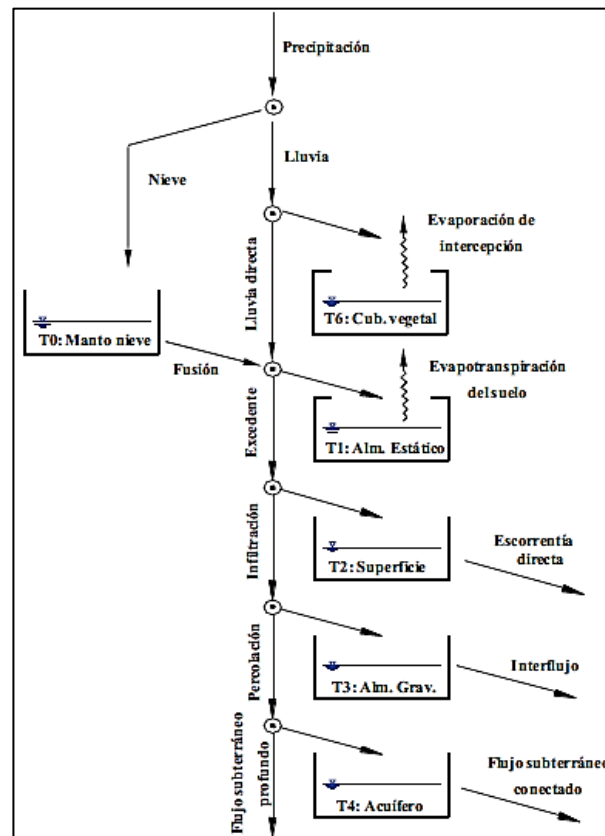 Precipitación
Lluvia
Nieve
Evaporación de
intercepción
Lluvia directa
T6: Cub. vegetal
T0: Manto nieve
Fusión
Evapotranspiración
del suelo
Excedente
T1: Alm. Estático
Infiltración
T2: Superficie
Escorrentía
directa
Percolación
T3: Alm. Grav.
Interflujo
Flujo subterráneo
profundo
T4: Acuífero
Flujo subterráneo
conectado